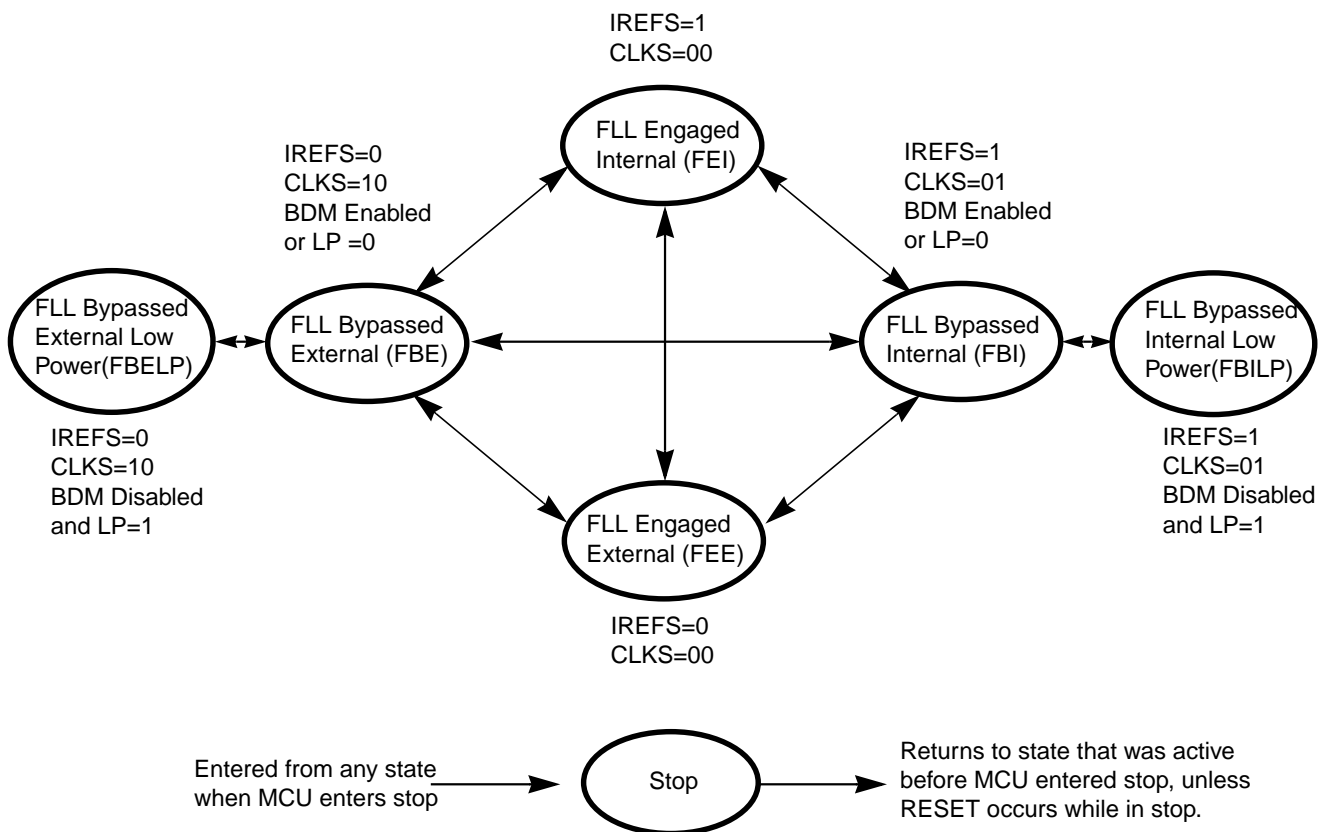 IREFS=1
CLKS=00
FLL Engaged
Internal (FEI)
IREFS=0
CLKS=10
BDM Enabled
or LP =0
IREFS=1
CLKS=01
BDM Enabled
or LP=0
FLL Bypassed
External Low
Power(FBELP)
FLL Bypassed
External (FBE)
FLL Bypassed
Internal (FBI)
FLL Bypassed
Internal Low
Power(FBILP)
IREFS=0
CLKS=10
BDM Disabled
and LP=1
IREFS=1
CLKS=01
BDM Disabled
and LP=1
FLL Engaged
External (FEE)
IREFS=0
CLKS=00
Entered from any state
when MCU enters stop
Stop
Returns to state that was active
before MCU entered stop, unless
RESET occurs while in stop.